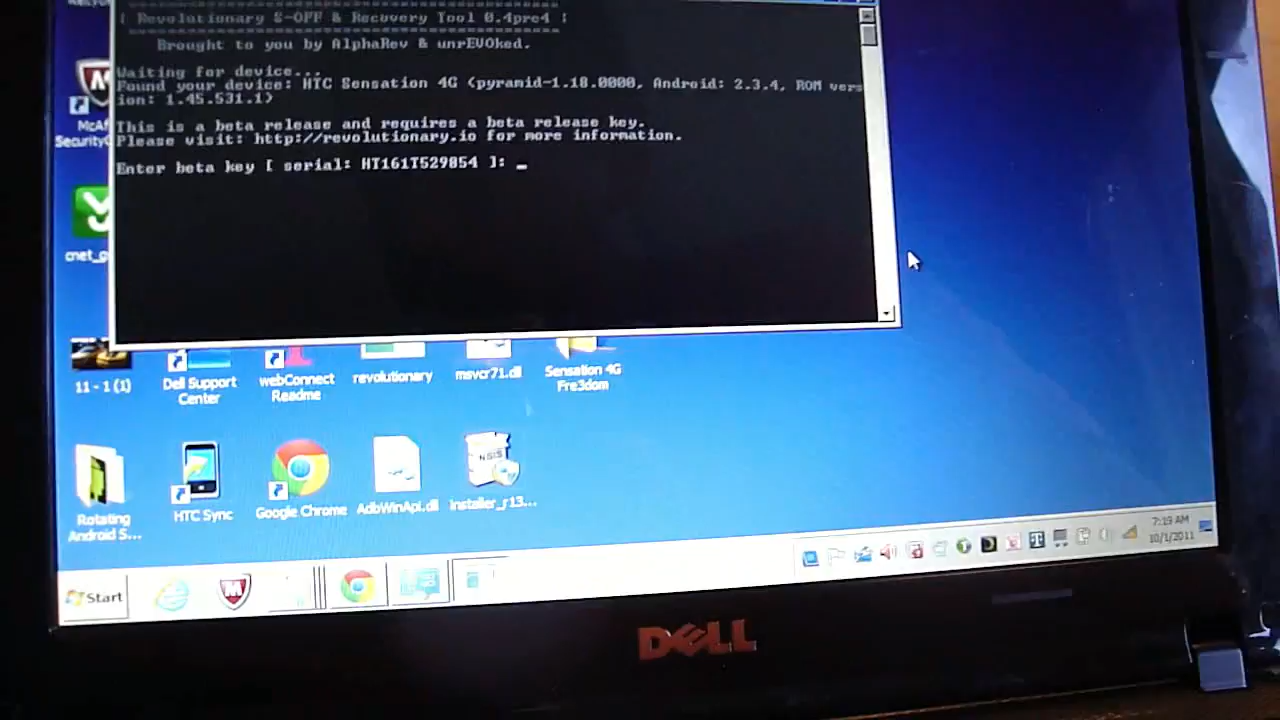 | Revolutionary S-OFF & Recovery Tool 0.4pre4 |
Brought to you by AlphaRev & unrEVOked.
Waiting for device...
Found your device: HTC Sensation 4G (pyramid-1.18.0000, Android: 2.3.4, ROM vers
ion: 1.45.531.1)
This is a beta release and requires a beta release key.
Please visit: http://revolutionary.io for more information.
Enter beta key [ serial: HT161T529854 ]: _
McAf
Security
cnet_g
11 - 1 (1)
Dell Support
Center
webConnect
Readme
revolutionary
msvcr71.dll
Sensation 4G
Fre3dom
NSIS
Rotating
Android S...
HTC Sync
Google Chrome
AdbWinApi.dll
installer_r13...
Start
7:19 AM
10/1/2011
DELL